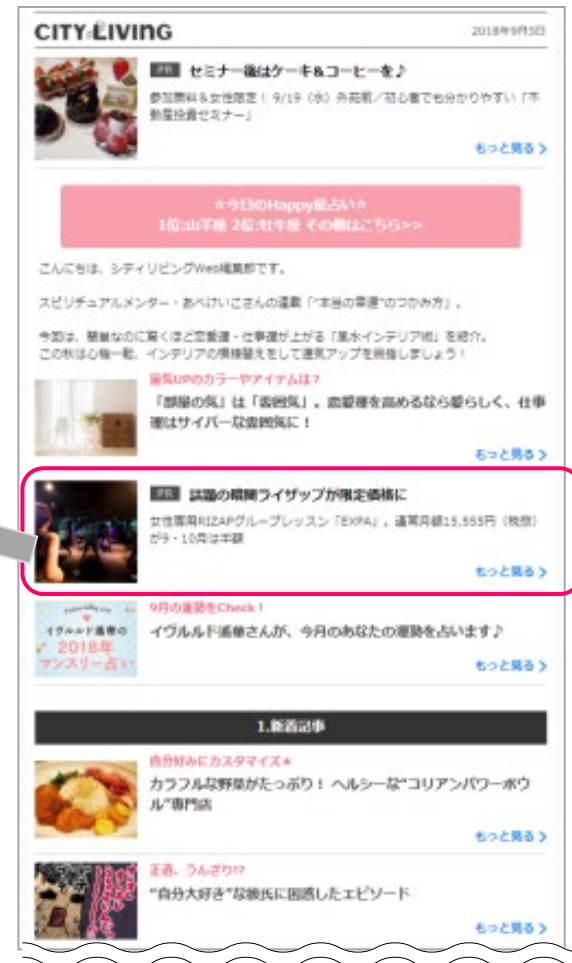 CITY LIVING
2018年9月5日
PR セミナー後はケーキ&コーヒーを♪
参加無料&女性限定! 9/19(水)外苑前/初心者でも分かりやすい「不
動産投資セミナー」
もっと見る >
☆今日のHappy星占い☆
1位:山羊座 2位:牡牛座 その他はこちら>>
こんにちは、シティリビングWeb編集部です。
スピリチュアルメンター・あべけいこさんの連載「"本当の幸運"のつかみ方」。
今回は、簡単なのに驚くほど恋愛運・仕事運が上がる「風水インテリア術」を紹介。
この秋は心機一転、インテリアの模様替えをして運気アップを目指しましょう!
運気UPのカラーやアイテムは?
「部屋の気」は「雰囲気」。恋愛運を高めるなら愛らしく、仕事
運はサイバーな雰囲気に!
もっと見る >
PR 話題の暗闇ライザップが限定価格に
女性専用RIZAPグループレッスン「EXPA」。通常月額15,555円(税別)
が9・10月は半額
もっと見る >
イヴルルド遙華の
2018年
マンスリー占い
9月の運勢をCheck!
イヴルルド遙華さんが、今月のあなたの運勢を占います♪
もっと見る >
1.新着記事
自分好みにカスタマイズ★
カラフルな野菜がたっぷり! ヘルシーな"コリアンパワーボウ
ル"専門店
もっと見る >
正直、うんざり!?
"自分大好き"な彼氏に困惑したエピソード
もっと見る >